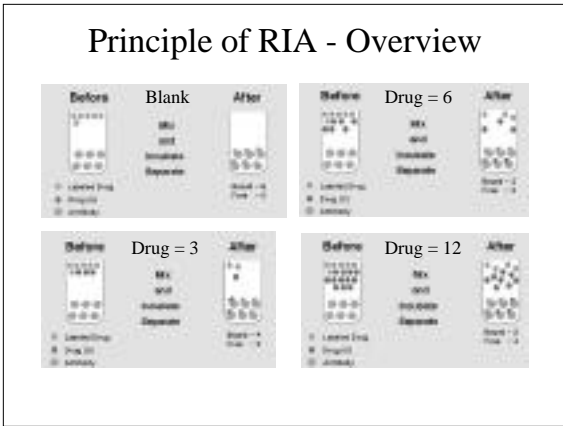 Principle of RIA - Overview
Before Blank After
Mix
and
Incubate
Separate
Labeled Drug
Drug
Antibody
Before Drug = 6 After
Mix
and
Incubate
Separate
Labeled Drug
Drug
Antibody
Before Drug = 3 After
Mix
and
Incubate
Separate
Labeled Drug
Drug
Antibody
Before Drug = 12 After
Mix
and
Incubate
Separate
Labeled Drug
Drug
Antibody